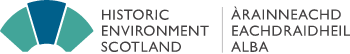 HISTORIC
ENVIRONMENT
SCOTLAND
ÀRAINNEACHD
EACHDRAIDHEIL
ALBA